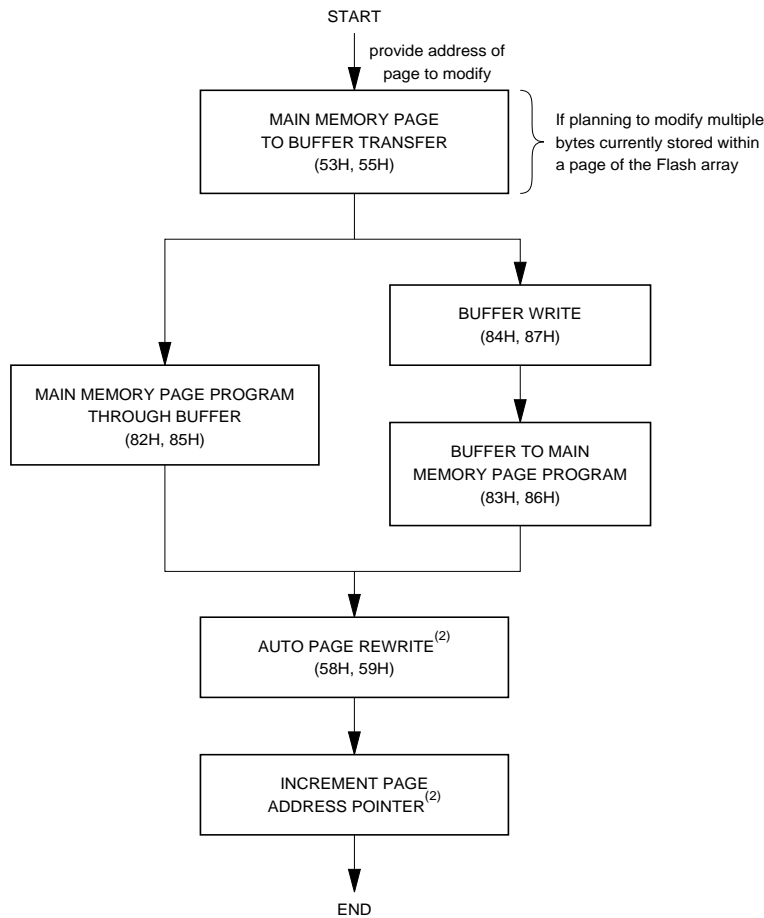 START
provide address of
page to modify
MAIN MEMORY PAGE
TO BUFFER TRANSFER
(53H, 55H)
If planning to modify multiple
bytes currently stored within
a page of the Flash array
BUFFER WRITE
(84H, 87H)
MAIN MEMORY PAGE PROGRAM
THROUGH BUFFER
(82H, 85H)
BUFFER TO MAIN
MEMORY PAGE PROGRAM
(83H, 86H)
AUTO PAGE REWRITE(2)
(58H, 59H)
INCREMENT PAGE
ADDRESS POINTER(2)
END